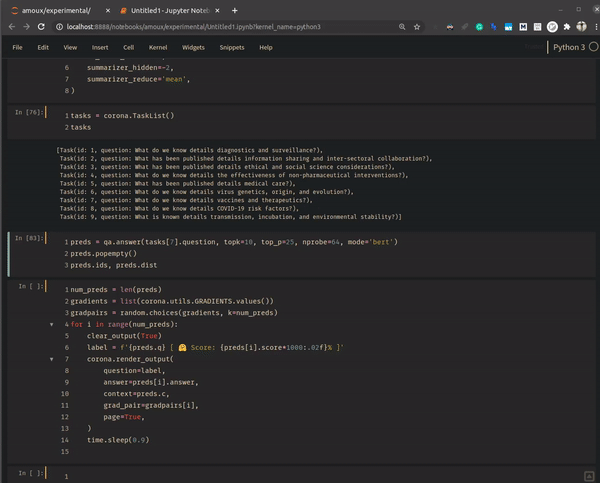 amoux/experimental/
Untitled1 - Jupyter Noteb
localhost:8888/notebooks/amoux/experimental/Untitled1.ipynb?kernel_name=python3
File Edit View Insert Cell Kernel Widgets Snippets Help
Python 3
6 summarizer_hidden=-2,
7 summarizer_reduce='mean',
8 )
In [76]:
1 tasks = corona.TaskList()
2 tasks
[Task(id: 1, question: What do we know details diagnostics and surveillance?),
Task(id: 2, question: What has been published details information sharing and inter-sectoral collaboration?),
Task(id: 3, question: What has been published details ethical and social science considerations?),
Task(id: 4, question: What do we know details the effectiveness of non-pharmaceutical interventions?),
Task(id: 5, question: What has been published details medical care?),
Task(id: 6, question: What do we know details virus genetics, origin, and evolution?),
Task(id: 7, question: What do we know details vaccines and therapeutics?),
Task(id: 8, question: What do we know details COVID-19 risk factors?),
Task(id: 9, question: What is known details transmission, incubation, and environmental stability?)]
In [83]:
1 preds = qa.answer(tasks[7].question, topk=10, top_p=25, nprobe=64, mode='bert')
2 preds.popempty()
3 preds.ids, preds.dist
In [ ]:
1 num_preds = len(preds)
2 gradients = list(corona.utils.GRADIENTS.values())
3 gradpairs = random.choices(gradients, k=num_preds)
4 for i in range(num_preds):
5 clear_output(True)
6 label = f'{preds.q} [ 🤗 Score: {preds[i].score*1000:.02f}% ]'
7 corona.render_output(
8 question=label,
9 answer=preds[i].answer,
10 context=preds.c,
11 grad_pair=gradpairs[i],
12 page=True,
13 )
14 time.sleep(0.9)
15
In [ ]:
1